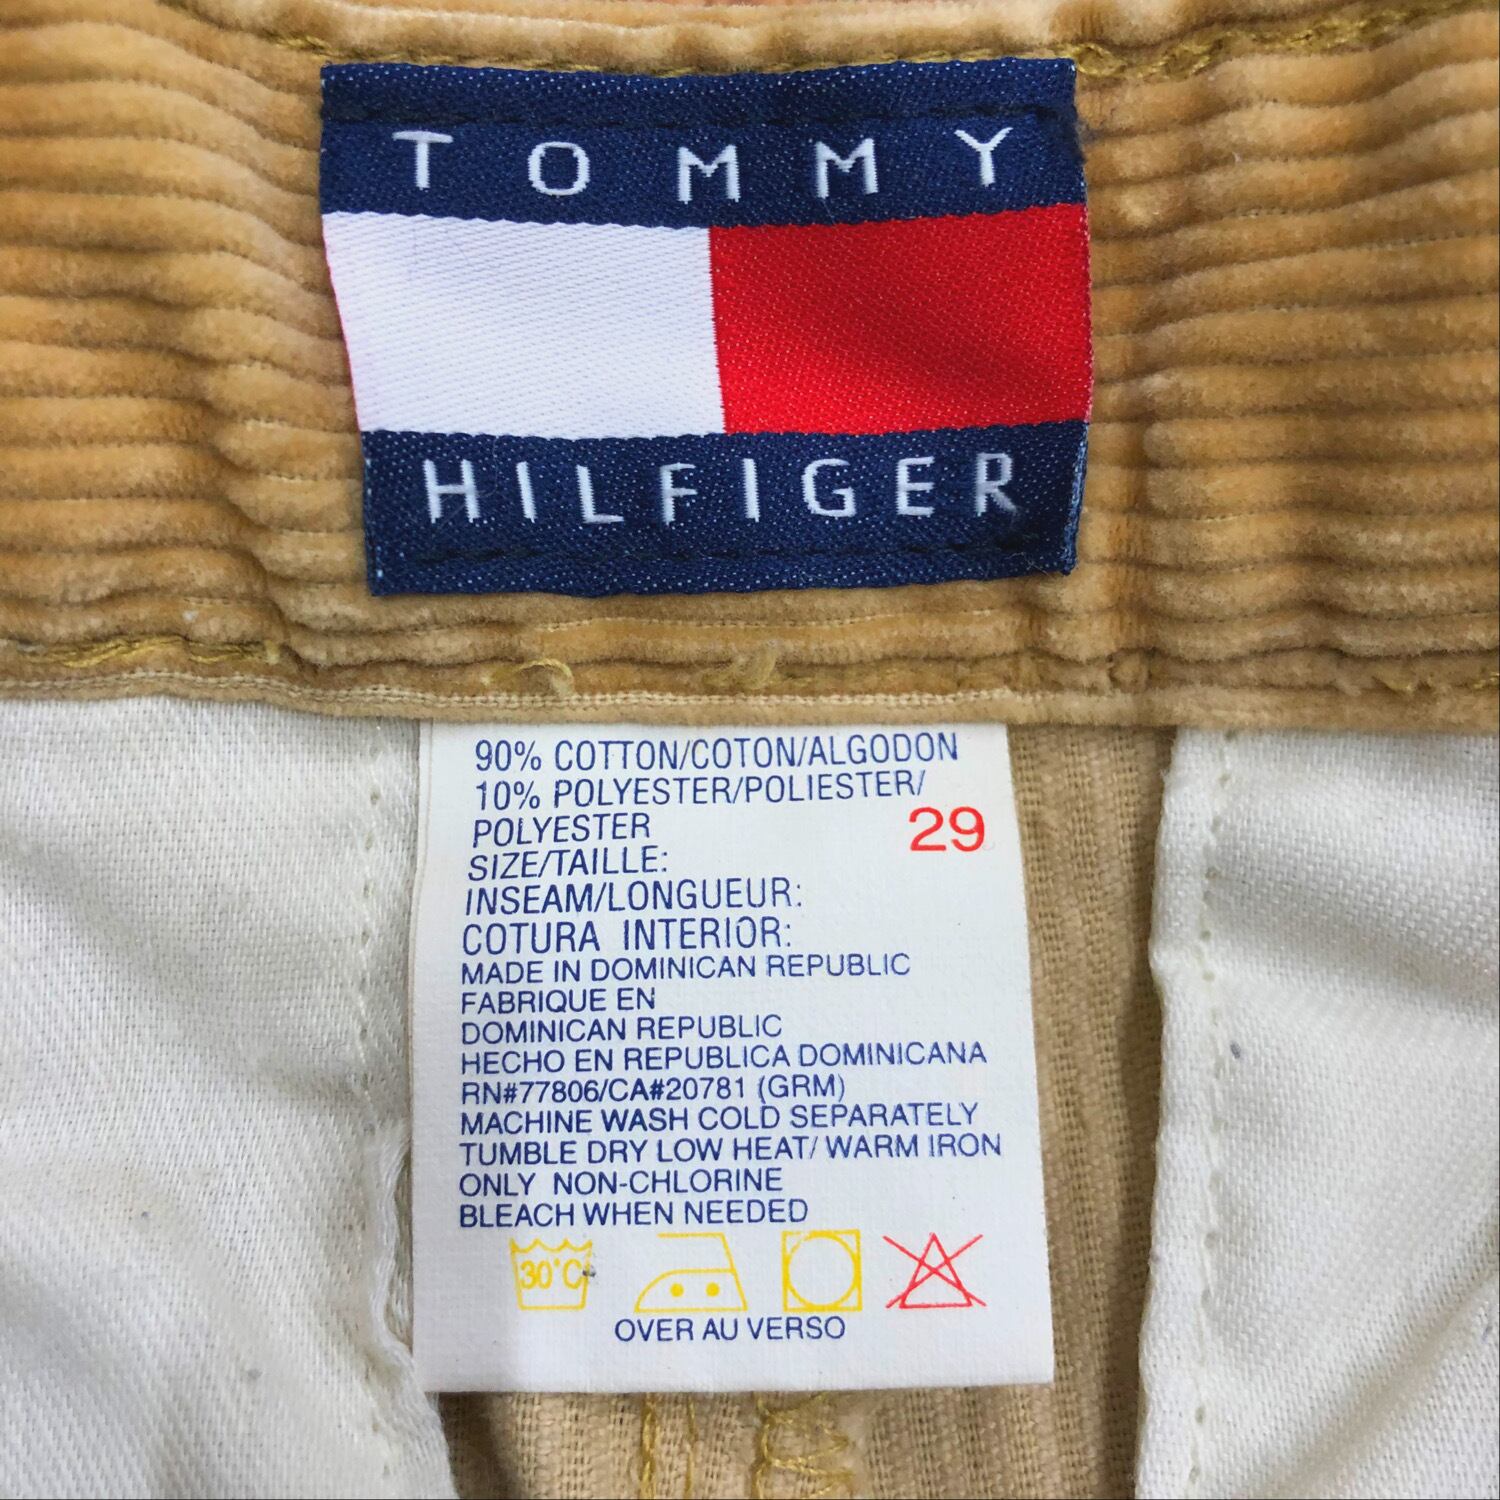 TOMMY
HILFIGER
90% COTTON/COTON/ALGODON
10% POLYESTER/POLIESTER/
POLYESTER
29
SIZE/TAILLE:
INSEAM/LONGUEUR:
COTURA INTERIOR:
MADE IN DOMINICAN REPUBLIC
FABRIQUE EN
DOMINICAN REPUBLIC
HECHO EN REPUBLICA DOMINICANA
RN#77806/CA#20781 (GRM)
MACHINE WASH COLD SEPARATELY
TUMBLE DRY LOW HEAT/ WARM IRON
ONLY NON-CHLORINE
BLEACH WHEN NEEDED
30°C
OVER AU VERSO